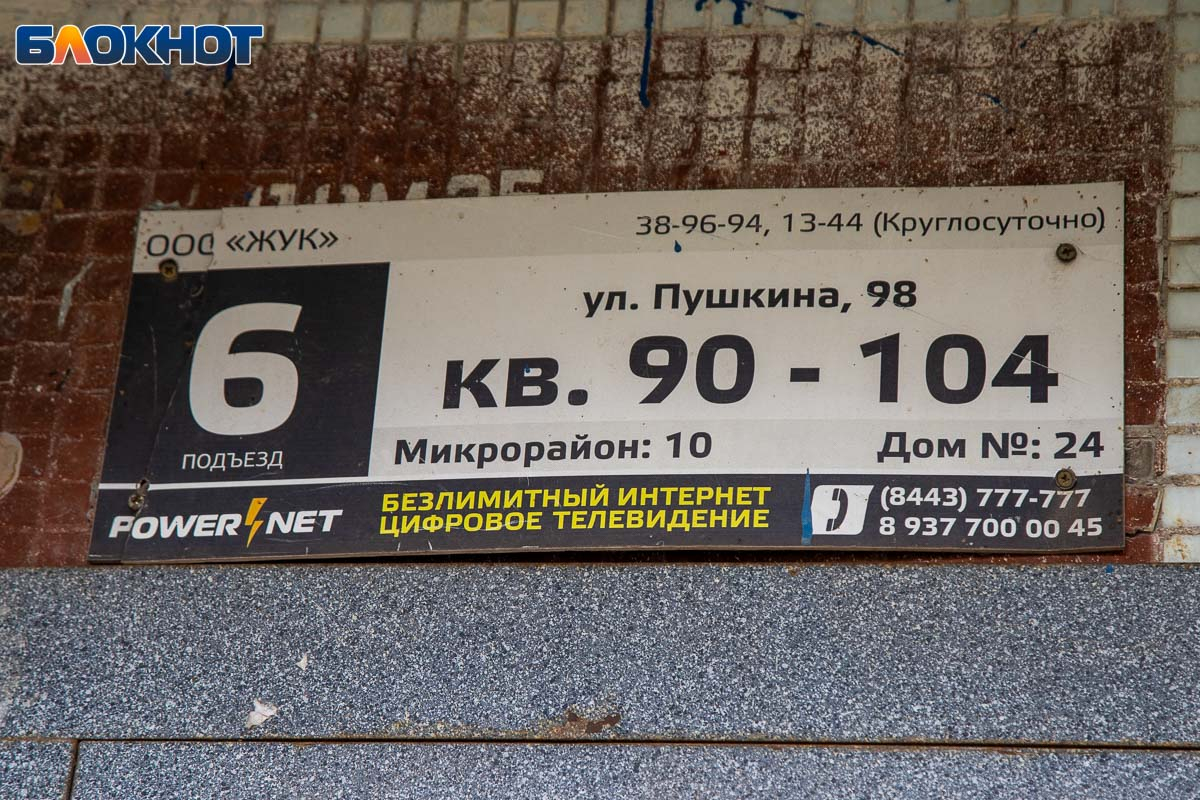 БЛОКНОТ
ООО «ЖУК»
38-96-94, 13-44 (Круглосуточно)
6
ПОДЪЕЗД
ул. Пушкина, 98
кв. 90 - 104
Микрорайон: 10
Дом №: 24
POWER NET
БЕЗЛИМИТНЫЙ ИНТЕРНЕТ
ЦИФРОВОЕ ТЕЛЕВИДЕНИЕ
(8443) 777-777
8 937 700 00 45